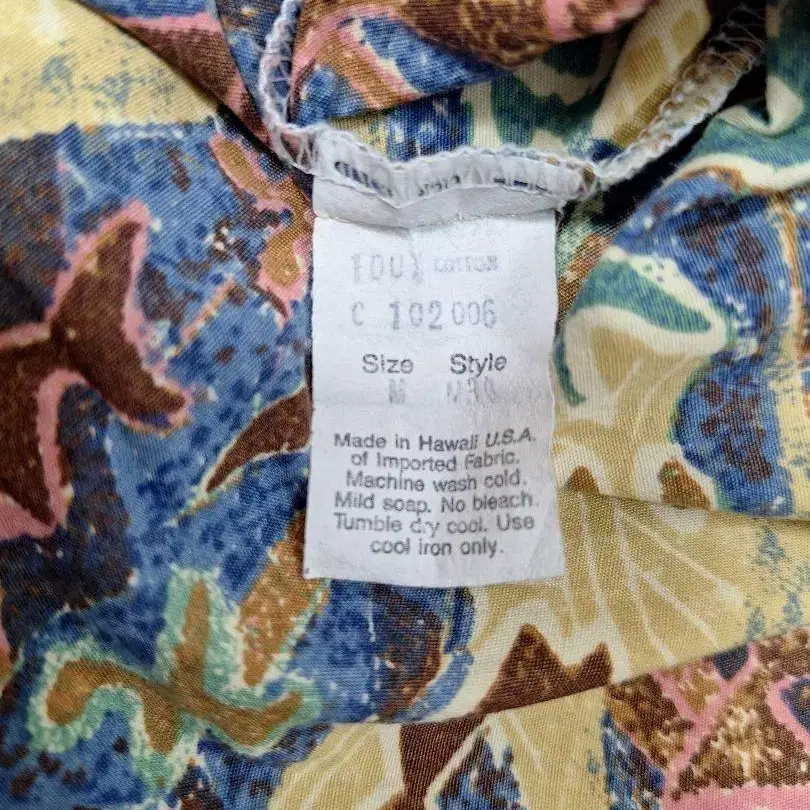 100% COTTON
C 102006
Size Style
M
Made in Hawaii U.S.A.
of Imported Fabric.
Machine wash cold.
Mild soap. No bleach.
Tumble dry cool. Use
cool iron only.